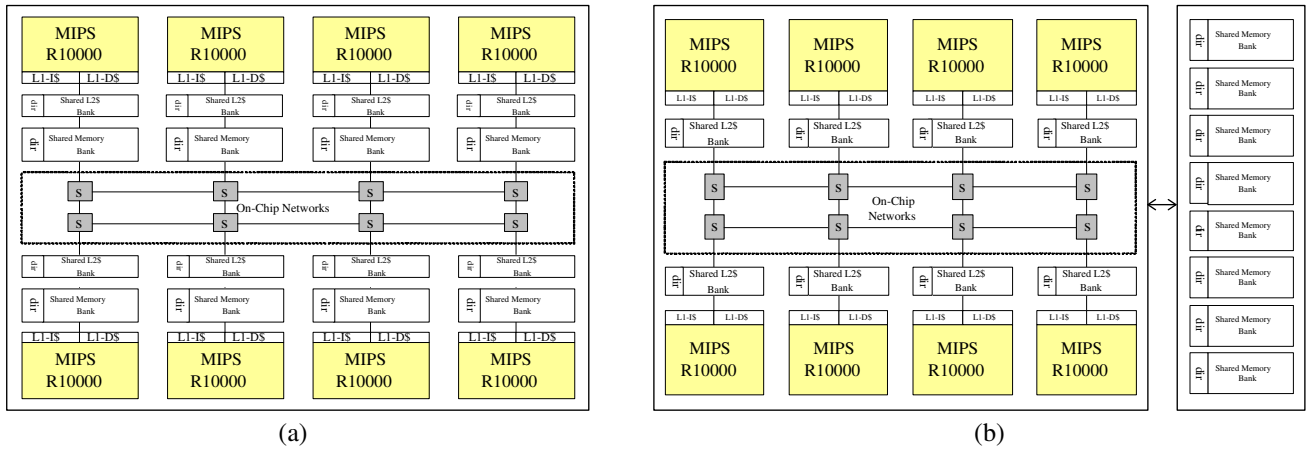 MIPS MIPS MIPS MIPS
R10000 R10000 R10000 R10000
L1-I$ L1-D$ L1-I$ L1-D$ L1-I$ L1-D$ L1-I$ L1-D$
dir Shared L2$ dir Shared L2$ dir Shared L2$ dir Shared L2$
Bank Bank Bank Bank
dir Shared Memory dir Shared Memory dir Shared Memory dir Shared Memory
Bank Bank Bank Bank
S S S S
On-Chip Networks
S S S S
dir Shared L2$ dir Shared L2$ dir Shared L2$ dir Shared L2$
Bank Bank Bank Bank
dir Shared Memory dir Shared Memory dir Shared Memory dir Shared Memory
Bank Bank Bank Bank
L1-I$ L1-D$ L1-I$ L1-D$ L1-I$ L1-D$ L1-I$ L1-D$
MIPS MIPS MIPS MIPS
R10000 R10000 R10000 R10000
(a)
MIPS MIPS MIPS MIPS
R10000 R10000 R10000 R10000
L1-I$ L1-D$ L1-I$ L1-D$ L1-I$ L1-D$ L1-I$ L1-D$
dir Shared L2$ dir Shared L2$ dir Shared L2$ dir Shared L2$
Bank Bank Bank Bank
S S S S
On-Chip
Networks
S S S S
dir Shared L2$ dir Shared L2$ dir Shared L2$ dir Shared L2$
Bank Bank Bank Bank
L1-I$ L1-D$ L1-I$ L1-D$ L1-I$ L1-D$ L1-I$ L1-D$
MIPS MIPS MIPS MIPS
R10000 R10000 R10000 R10000
dir Shared Memory
Bank
dir Shared Memory
Bank
dir Shared Memory
Bank
dir Shared Memory
Bank
dir Shared Memory
Bank
dir Shared Memory
Bank
dir Shared Memory
Bank
dir Shared Memory
Bank
(b)